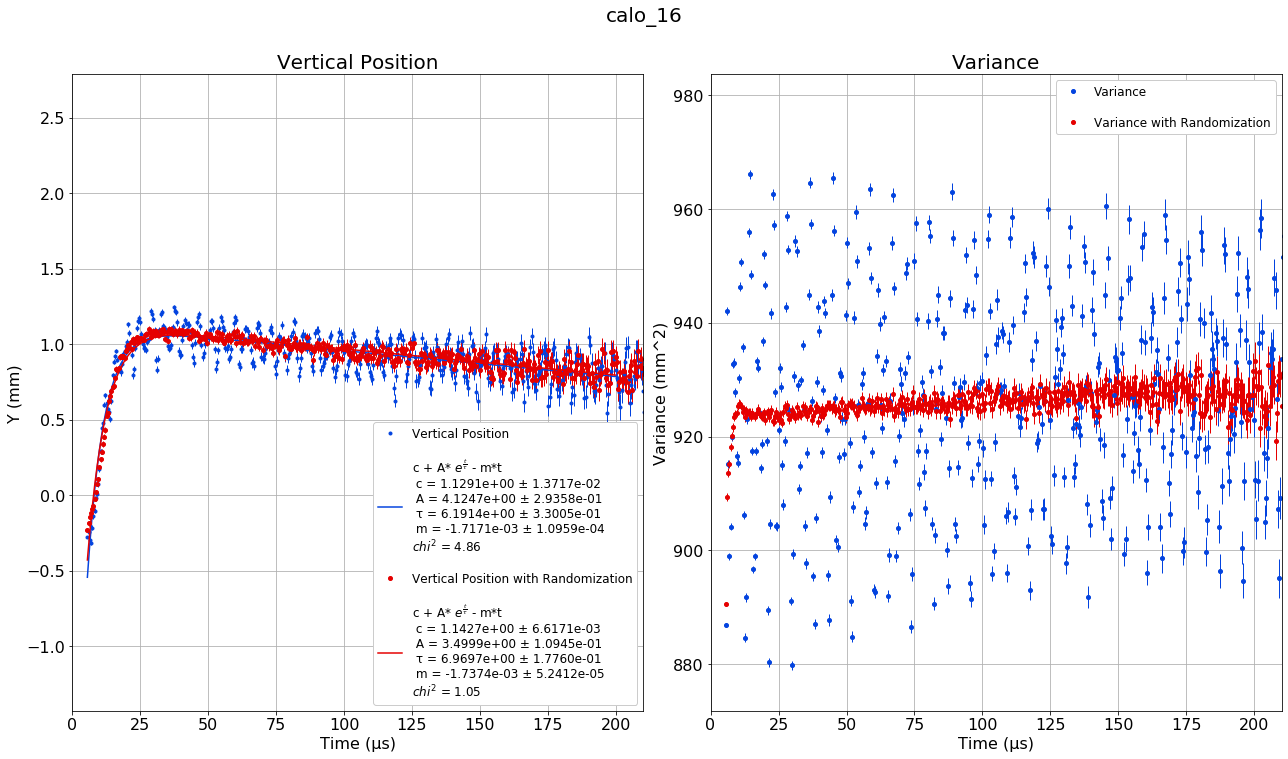 calo_16
Vertical Position
2.5
2.0
1.5
1.0
0.5
0.0
−0.5
−1.0
Y (mm)
0 25 50 75 100 125 150 175 200
Time (μs)
Vertical Position
c + A* e^{t/τ} - m*t
c = 1.1291e+00 ± 1.3717e-02
A = 4.1247e+00 ± 2.9358e-01
τ = 6.1914e+00 ± 3.3005e-01
m = -1.7171e-03 ± 1.0959e-04
chi² = 4.86
Vertical Position with Randomization
c + A* e^{t/τ} - m*t
c = 1.1427e+00 ± 6.6171e-03
A = 3.4999e+00 ± 1.0945e-01
τ = 6.9697e+00 ± 1.7760e-01
m = -1.7374e-03 ± 5.2412e-05
chi² = 1.05
Variance
980
960
940
920
900
880
Variance (mm^2)
0 25 50 75 100 125 150 175 200
Time (μs)
Variance
Variance with Randomization